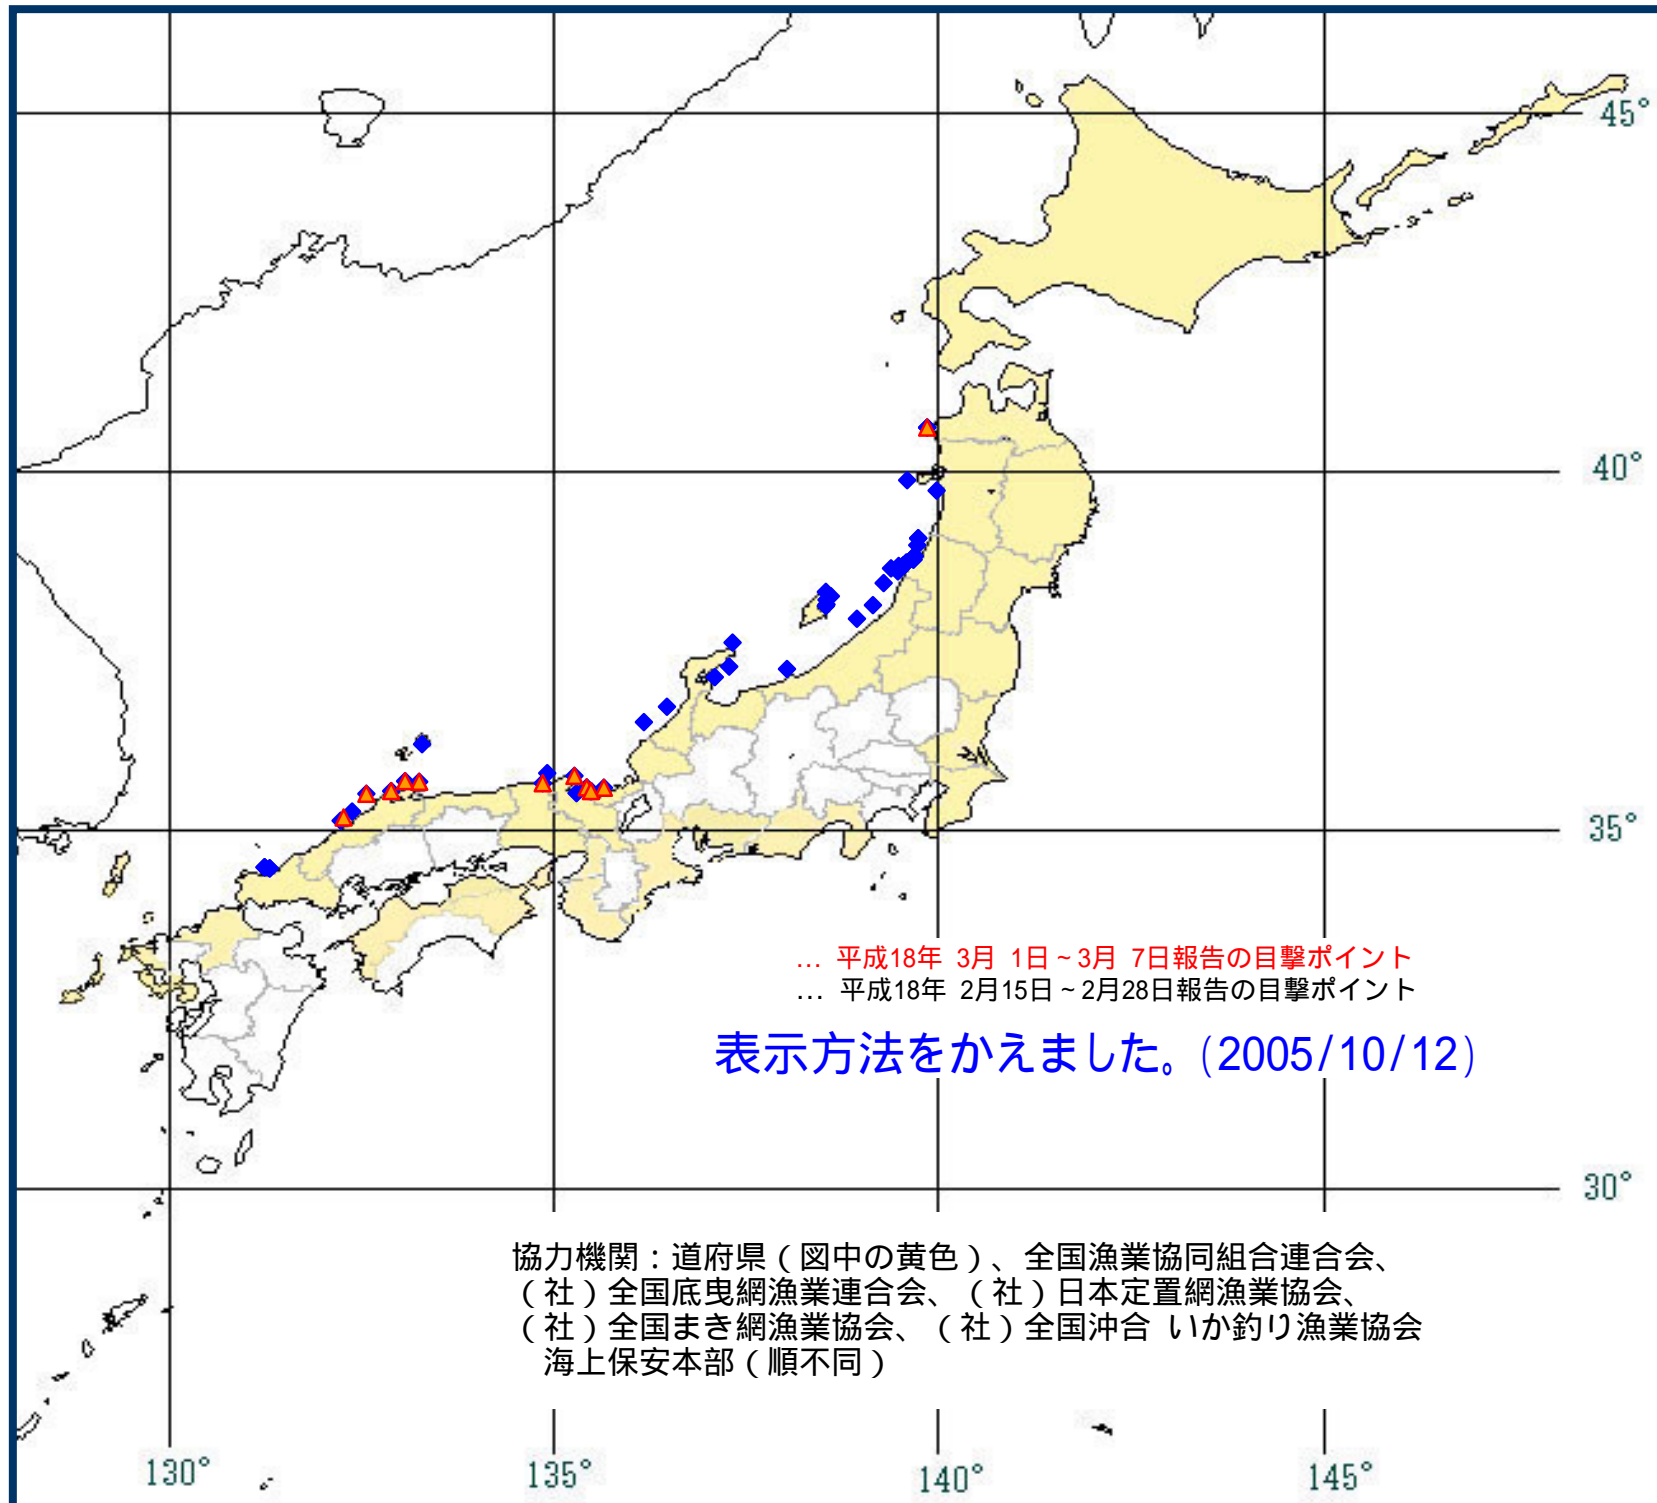 45°
40°
35°
… 平成18年 3月 1日~3月 7日報告の目撃ポイント
… 平成18年 2月15日~2月28日報告の目撃ポイント
表示方法をかえました。(2005/10/12)
30°
協力機関：道府県（図中の黄色）、全国漁業協同組合連合会、
（社）全国底曳網漁業連合会、（社）日本定置網漁業協会、
（社）全国まき網漁業協会、（社）全国沖合 いか釣り漁業協会
海上保安本部（順不同）
130° 135° 140° 145°